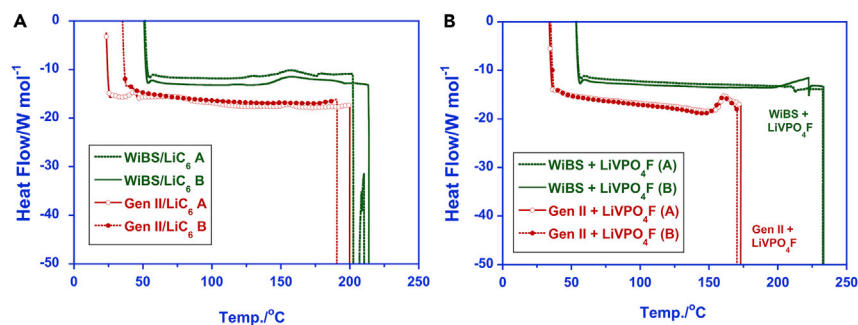 A
Heat Flow/W mol-1
0
-10
-20
-30
-40
-50
WiBS/LiC6 A
WiBS/LiC6 B
Gen II/LiC6 A
Gen II/LiC6 B
0 50 100 150 200 250
Temp./oC
B
Heat Flow/W mol-1
0
-10
-20
-30
-40
-50
WiBS +
LiVPO4F
WiBS + LiVPO4F (A)
WiBS + LiVPO4F (B)
Gen II + LiVPO4F (A)
Gen II + LiVPO4F (B)
Gen II +
LiVPO4F
0 50 100 150 200 250
Temp./oC